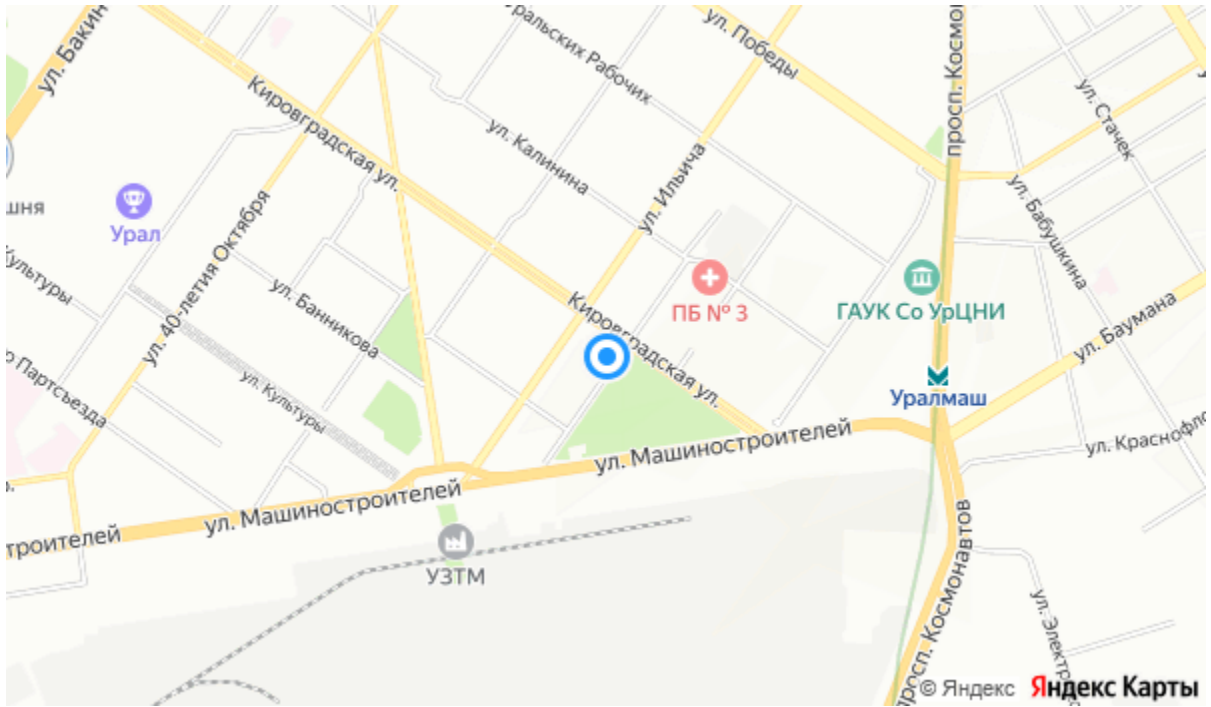 ул. Бакин
уральских Рабочих
ул. Победы
просп. Космон
Кировградская ул.
ул. Калинина
ул. Стачек
ул. Ильича
шня
Урал
ул. 40-летия Октября
ул. Бабушкина
Культуры
ул. Банникова
ПБ № 3
ГАУК Со УрЦНИ
Кировградская ул.
ул. Баумана
о Партсъезда
ул. Культуры
Уралмаш
ул. Краснофло
ул. Машиностроителей
ул. Машиностроителей
троителей
УЗТМ
просп. Космонавтов
ул. Электро
© Яндекс Яндекс Карты